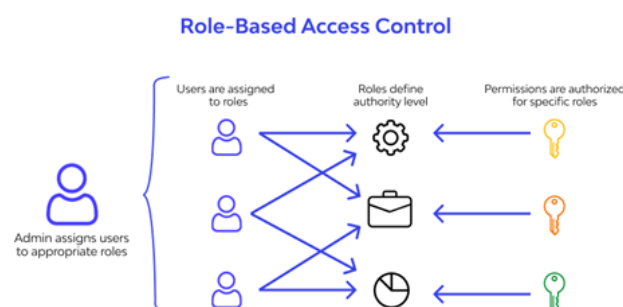 Role-Based Access Control
Users are assigned
to roles
Roles define
authority level
Permissions are authorized
for specific roles
Admin assigns users
to appropriate roles